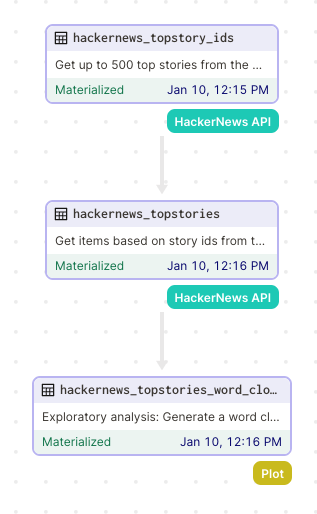 hackernews_topstory_ids
Get up to 500 top stories from the ...
Materialized Jan 10, 12:15 PM
HackerNews API
hackernews_topstories
Get items based on story ids from t...
Materialized Jan 10, 12:16 PM
HackerNews API
hackernews_topstories_word_clo...
Exploratory analysis: Generate a word cl...
Materialized Jan 10, 12:16 PM
Plot